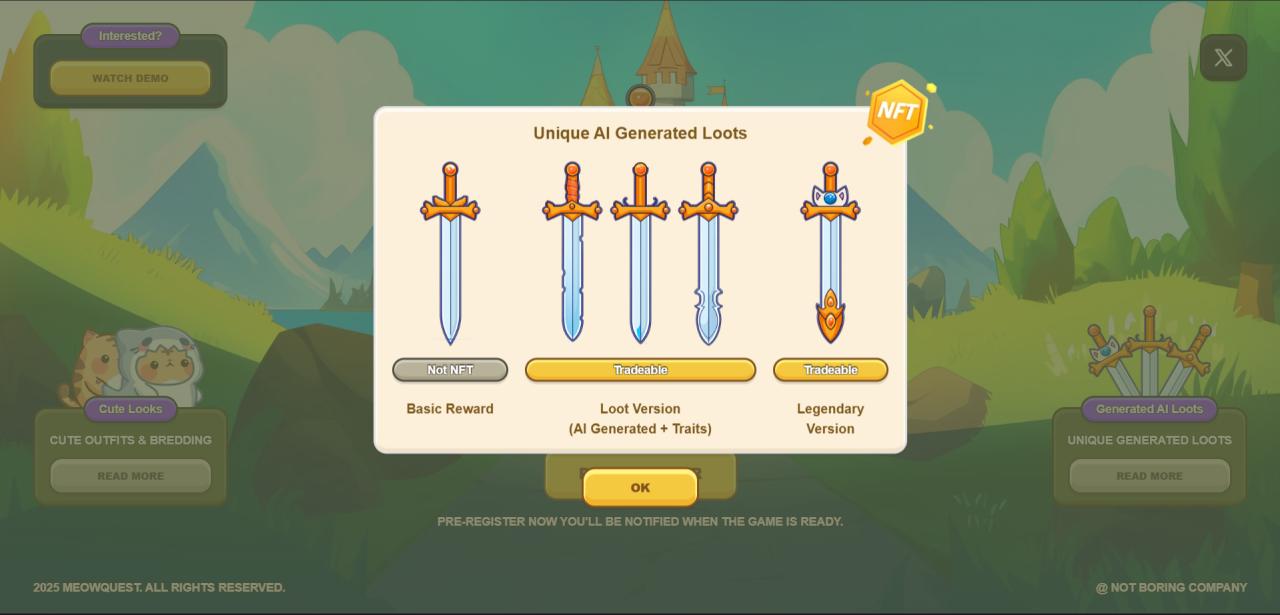 Interested?
WATCH DEMO
NFT
Unique AI Generated Loots
Not NFT
Tradeable
Tradeable
Basic Reward
Loot Version
(AI Generated + Traits)
Legendary
Version
Cute Looks
CUTE OUTFITS & BREDDING
READ MORE
Generated AI Loots
UNIQUE GENERATED LOOTS
READ MORE
OK
PRE-REGISTER NOW YOU'LL BE NOTIFIED WHEN THE GAME IS READY.
2025 MEOWQUEST. ALL RIGHTS RESERVED.
@ NOT BORING COMPANY